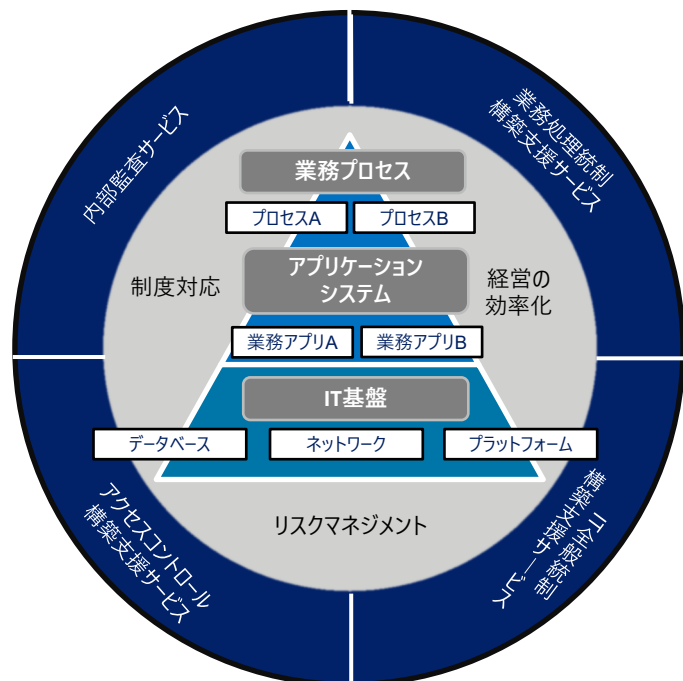 内部監査サービス
業務処理統制
構築支援サービス
業務プロセス
プロセスA
プロセスB
制度対応
アプリケーション
システム
経営の
効率化
業務アプリA
業務アプリB
IT基盤
データベース
ネットワーク
プラットフォーム
リスクマネジメント
アクセスコントロール
構築支援サービス
IT全般統制
構築支援サービス